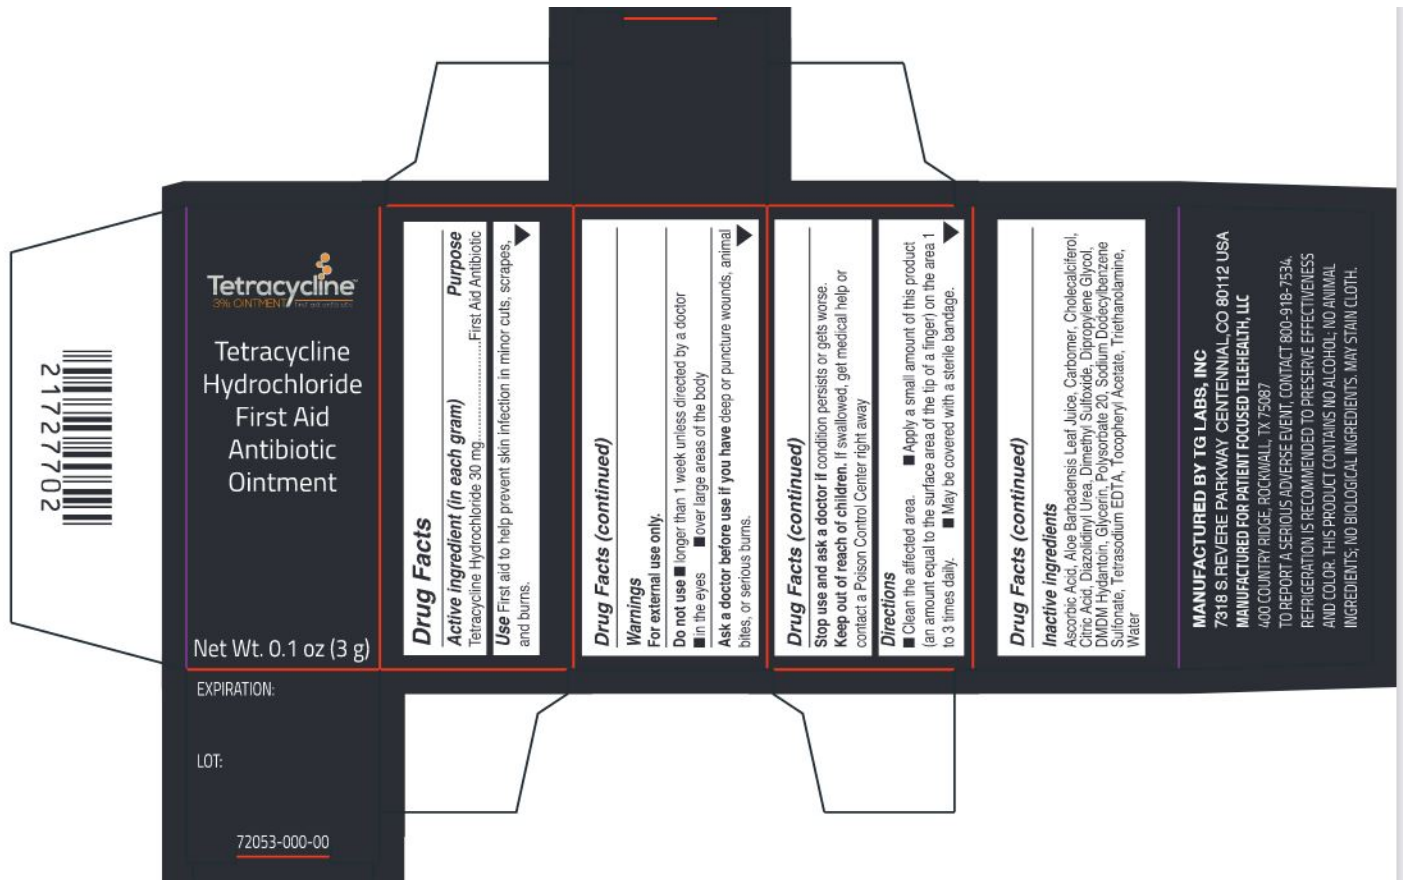 21727702
Tetracycline™
3% OINTMENT first aid antibiotic
Tetracycline
Hydrochloride
First Aid
Antibiotic
Ointment
Net Wt. 0.1 oz (3 g)
EXPIRATION:
LOT:
72053-000-00
Drug Facts
Active ingredient (in each gram) Purpose
Tetracycline Hydrochloride 30 mg..............................First Aid Antibiotic
Use First aid to help prevent skin infection in minor cuts, scrapes,
and burns.
Drug Facts (continued)
Warnings
For external use only.
Do not use ■ longer than 1 week unless directed by a doctor
■ in the eyes ■ over large areas of the body
Ask a doctor before use if you have deep or puncture wounds, animal
bites, or serious burns.
Drug Facts (continued)
Stop use and ask a doctor if condition persists or gets worse.
Keep out of reach of children. If swallowed, get medical help or
contact a Poison Control Center right away
Directions
■ Clean the affected area. ■ Apply a small amount of this product
(an amount equal to the surface area of the tip of a finger) on the area 1
to 3 times daily. ■ May be covered with a sterile bandage.
Drug Facts (continued)
Inactive ingredients
Ascorbic Acid, Aloe Barbadensis Leaf Juice, Carbomer, Cholecalciferol,
Citric Acid, Diazolidinyl Urea, Dimethyl Sulfoxide, Dipropylene Glycol,
DMDM Hydantoin, Glycerin, Polysorbate 20, Sodium Dodecylbenzene
Sulfonate, Tetrasodium EDTA, Tocopheryl Acetate, Triethanolamine,
Water
MANUFACTURED BY TG LABS, INC
7318 S.REVERE PARKWAY CENTENNIAL,CO 80112 USA
MANUFACTURED FOR PATIENT FOCUSED TELEHEALTH, LLC
400 COUNTRY RIDGE, ROCKWALL, TX 75087
TO REPORT A SERIOUS ADVERSE EVENT, CONTACT 800-918-7534.
REFRIGERATION IS RECOMMENDED TO PRESERVE EFFECTIVENESS
AND COLOR. THIS PRODUCT CONTAINS NO ALCOHOL; NO ANIMAL
INGREDIENTS; NO BIOLOGICAL INGREDIENTS. MAY STAIN CLOTH.